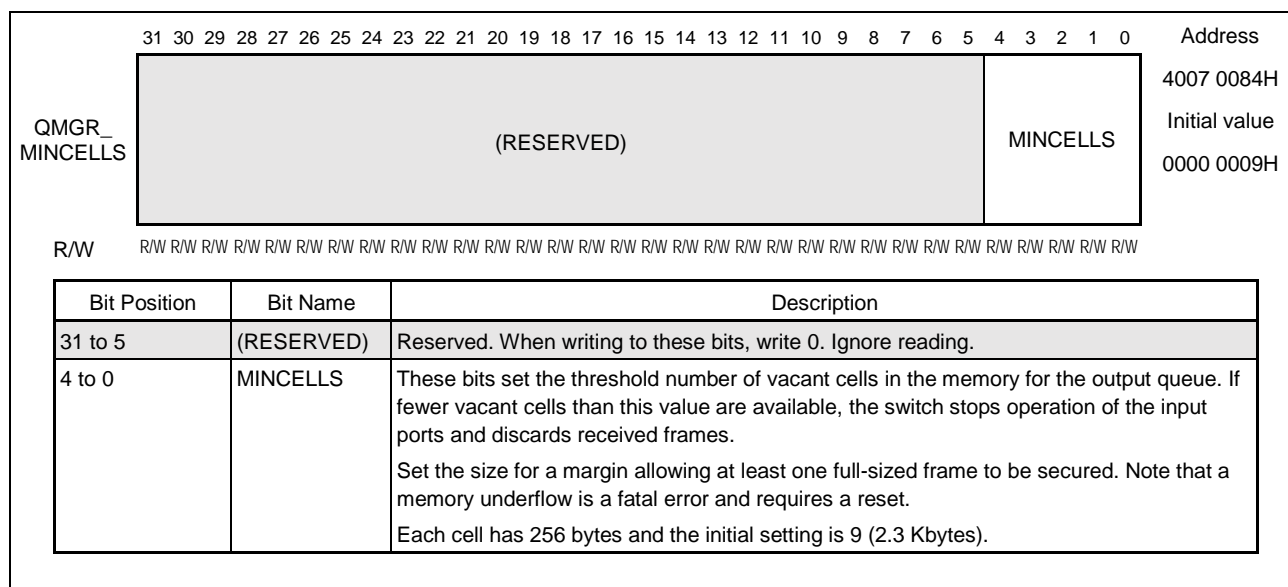 31 30 29 28 27 26 25 24 23 22 21 20 19 18 17 16 15 14 13 12 11 10 9 8 7 6 5 4 3 2 1 0 Address
4007 0084H
QMGR_
MINCELLS
(RESERVED)
MINCELLS
Initial value
0000 0009H
R/W R/W R/W R/W R/W R/W R/W R/W R/W R/W R/W R/W R/W R/W R/W R/W R/W R/W R/W R/W R/W R/W R/W R/W R/W R/W R/W R/W R/W R/W R/W R/W R/W
Bit Position Bit Name Description
31 to 5 (RESERVED) Reserved. When writing to these bits, write 0. Ignore reading.
4 to 0 MINCELLS These bits set the threshold number of vacant cells in the memory for the output queue. If
fewer vacant cells than this value are available, the switch stops operation of the input
ports and discards received frames.
Set the size for a margin allowing at least one full-sized frame to be secured. Note that a
memory underflow is a fatal error and requires a reset.
Each cell has 256 bytes and the initial setting is 9 (2.3 Kbytes).